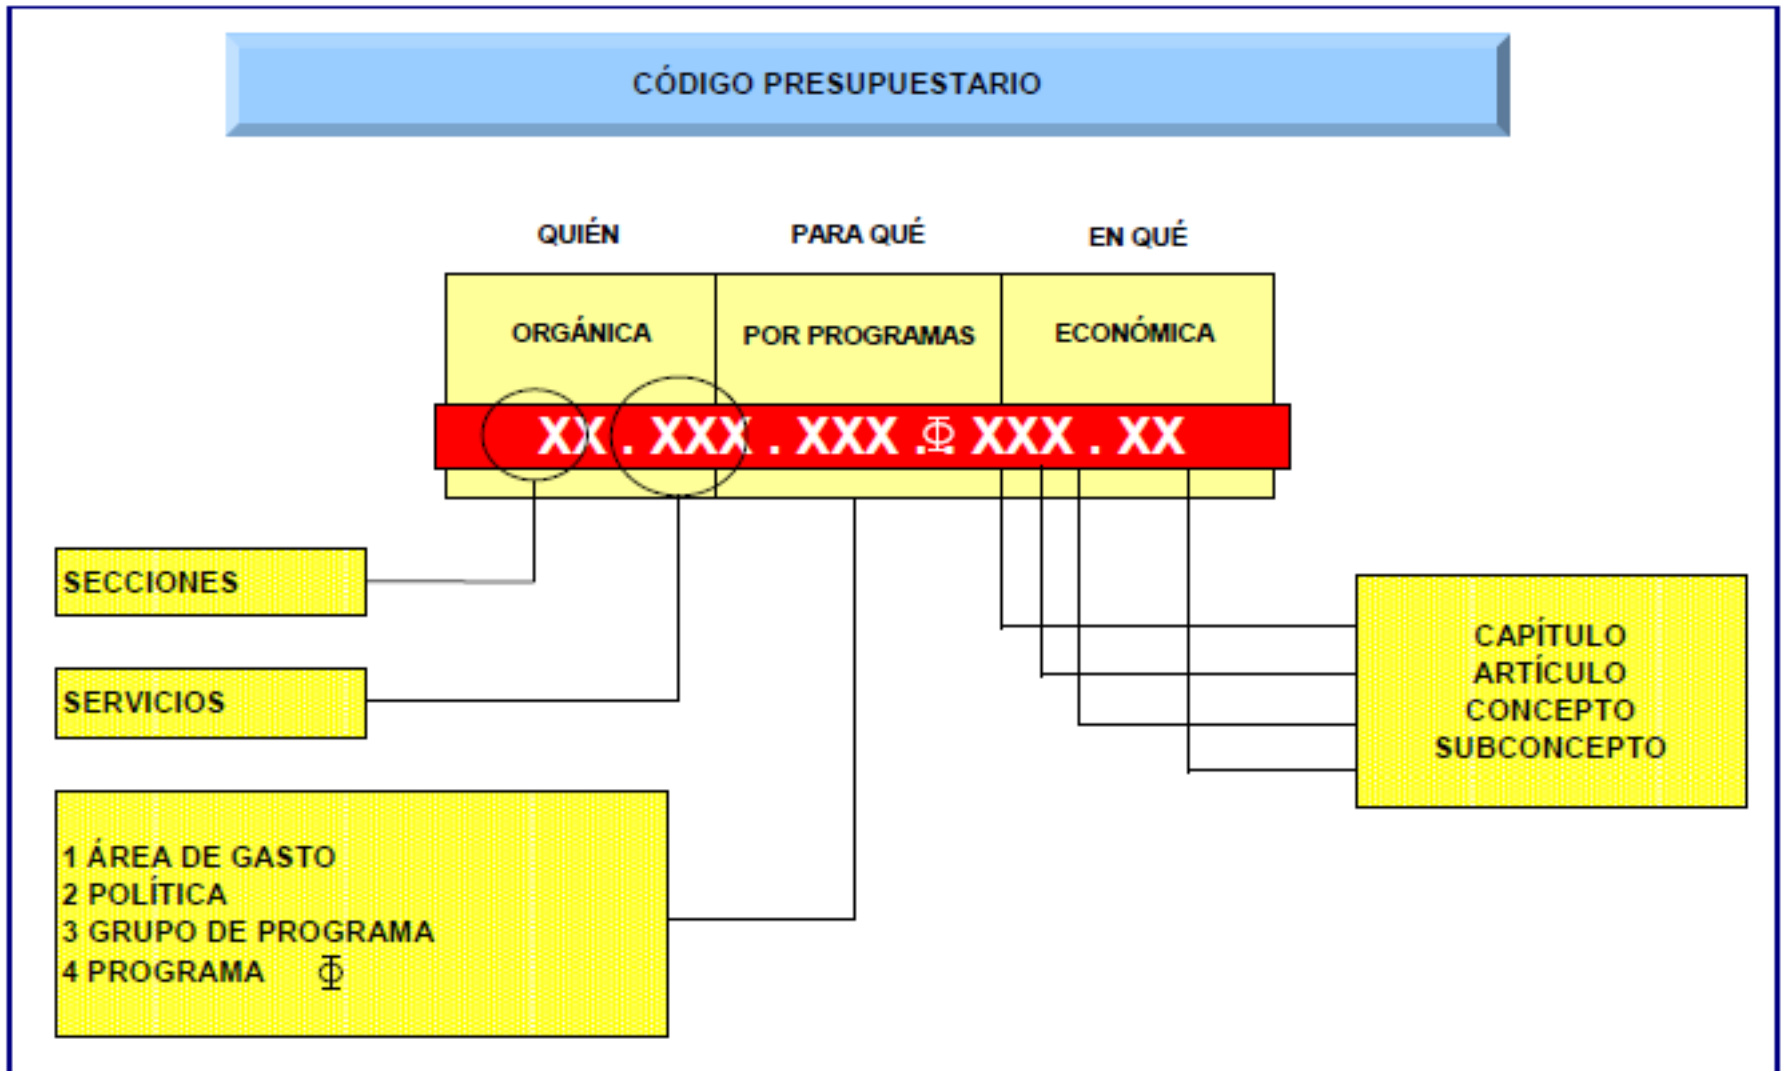 CÓDIGO PRESUPUESTARIO
QUIÉN PARA QUÉ EN QUÉ
ORGÁNICA POR PROGRAMAS ECONÓMICA
XX . XXX . XXX . Φ . XXX . XX
SECCIONES
SERVICIOS
1 ÁREA DE GASTO
2 POLÍTICA
3 GRUPO DE PROGRAMA
4 PROGRAMA Φ
CAPÍTULO
ARTÍCULO
CONCEPTO
SUBCONCEPTO